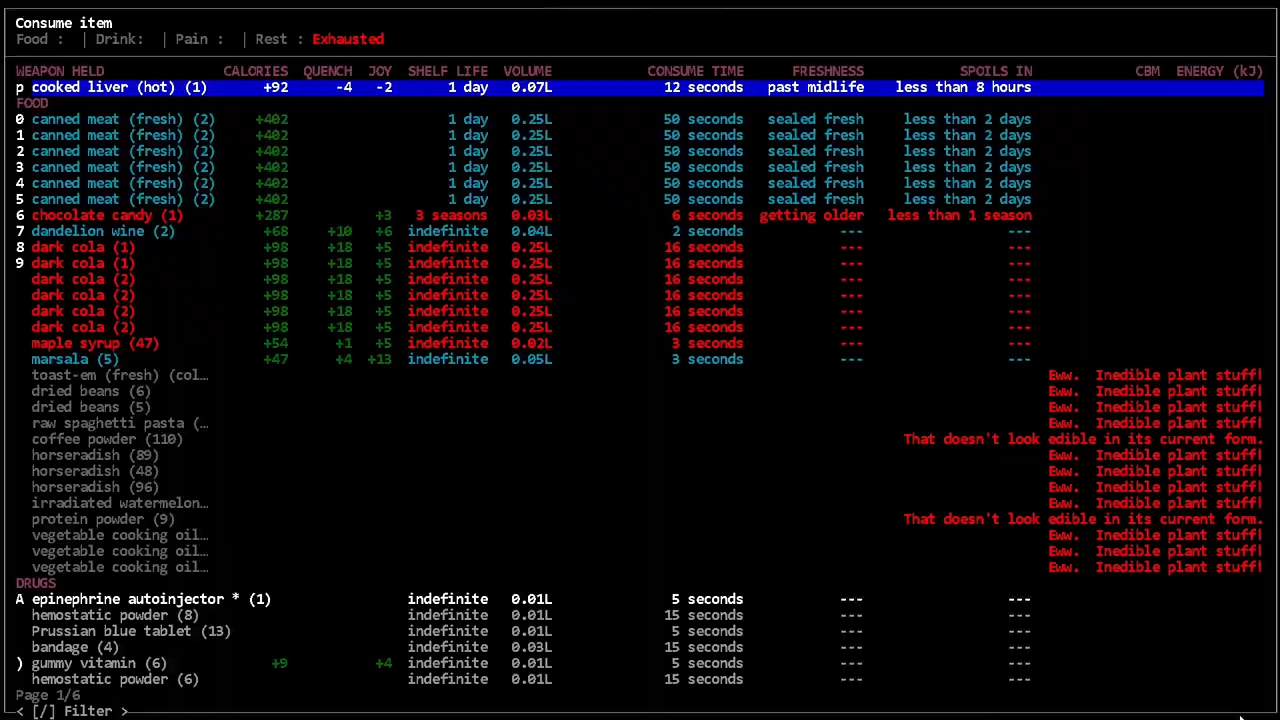 Consume item
Food :  | Drink:  | Pain :  | Rest : Exhausted
WEAPON HELD CALORIES QUENCH JOY SHELF LIFE VOLUME CONSUME TIME FRESHNESS SPOILS IN CBM ENERGY (kJ)
p cooked liver (hot) (1) +92 -4 -2 1 day 0.07L 12 seconds past midlife less than 8 hours
FOOD
0 canned meat (fresh) (2) +402 1 day 0.25L 50 seconds sealed fresh less than 2 days
1 canned meat (fresh) (2) +402 1 day 0.25L 50 seconds sealed fresh less than 2 days
2 canned meat (fresh) (2) +402 1 day 0.25L 50 seconds sealed fresh less than 2 days
3 canned meat (fresh) (2) +402 1 day 0.25L 50 seconds sealed fresh less than 2 days
4 canned meat (fresh) (2) +402 1 day 0.25L 50 seconds sealed fresh less than 2 days
5 canned meat (fresh) (2) +402 1 day 0.25L 50 seconds sealed fresh less than 2 days
6 chocolate candy (1) +287 +3 3 seasons 0.03L 6 seconds getting older less than 1 season
7 dandelion wine (2) +68 +10 +6 indefinite 0.04L 2 seconds --- ---
8 dark cola (1) +98 +18 +5 indefinite 0.25L 16 seconds --- ---
9 dark cola (1) +98 +18 +5 indefinite 0.25L 16 seconds --- ---
dark cola (2) +98 +18 +5 indefinite 0.25L 16 seconds --- ---
dark cola (2) +98 +18 +5 indefinite 0.25L 16 seconds --- ---
dark cola (2) +98 +18 +5 indefinite 0.25L 16 seconds --- ---
dark cola (2) +98 +18 +5 indefinite 0.25L 16 seconds --- ---
maple syrup (47) +54 +1 +5 indefinite 0.02L 3 seconds --- ---
marsala (5) +47 +4 +13 indefinite 0.05L 3 seconds --- ---
toast-em (fresh) (col… Eww.  Inedible plant stuff!
dried beans (6) Eww.  Inedible plant stuff!
dried beans (5) Eww.  Inedible plant stuff!
raw spaghetti pasta (… Eww.  Inedible plant stuff!
coffee powder (110) That doesn't look edible in its current form.
horseradish (89) Eww.  Inedible plant stuff!
horseradish (48) Eww.  Inedible plant stuff!
horseradish (96) Eww.  Inedible plant stuff!
irradiated watermelon… Eww.  Inedible plant stuff!
protein powder (9) That doesn't look edible in its current form.
vegetable cooking oil… Eww.  Inedible plant stuff!
vegetable cooking oil… Eww.  Inedible plant stuff!
vegetable cooking oil… Eww.  Inedible plant stuff!
DRUGS
A epinephrine autoinjector * (1) indefinite 0.01L 5 seconds --- ---
hemostatic powder (8) indefinite 0.01L 15 seconds --- ---
Prussian blue tablet (13) indefinite 0.01L 5 seconds --- ---
bandage (4) indefinite 0.03L 15 seconds --- ---
) gummy vitamin (6) +9 +4 indefinite 0.01L 5 seconds --- ---
hemostatic powder (6) indefinite 0.01L 15 seconds --- ---
Page 1/6
< [/] Filter >